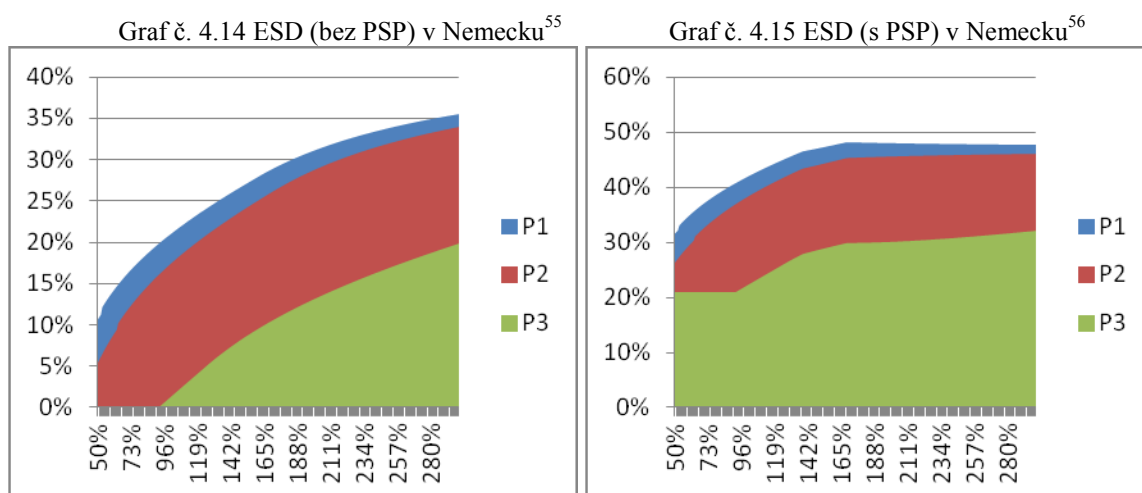 Graf č. 4.14 ESD (bez PSP) v Nemecku55
40%
35%
30%
25%
20%
15%
10%
5%
0%
50% 73% 96% 119% 142% 165% 188% 211% 234% 257% 280%
P1
P2
P3
Graf č. 4.15 ESD (s PSP) v Nemecku56
60%
50%
40%
30%
20%
10%
0%
50% 73% 96% 119% 142% 165% 188% 211% 234% 257% 280%
P1
P2
P3